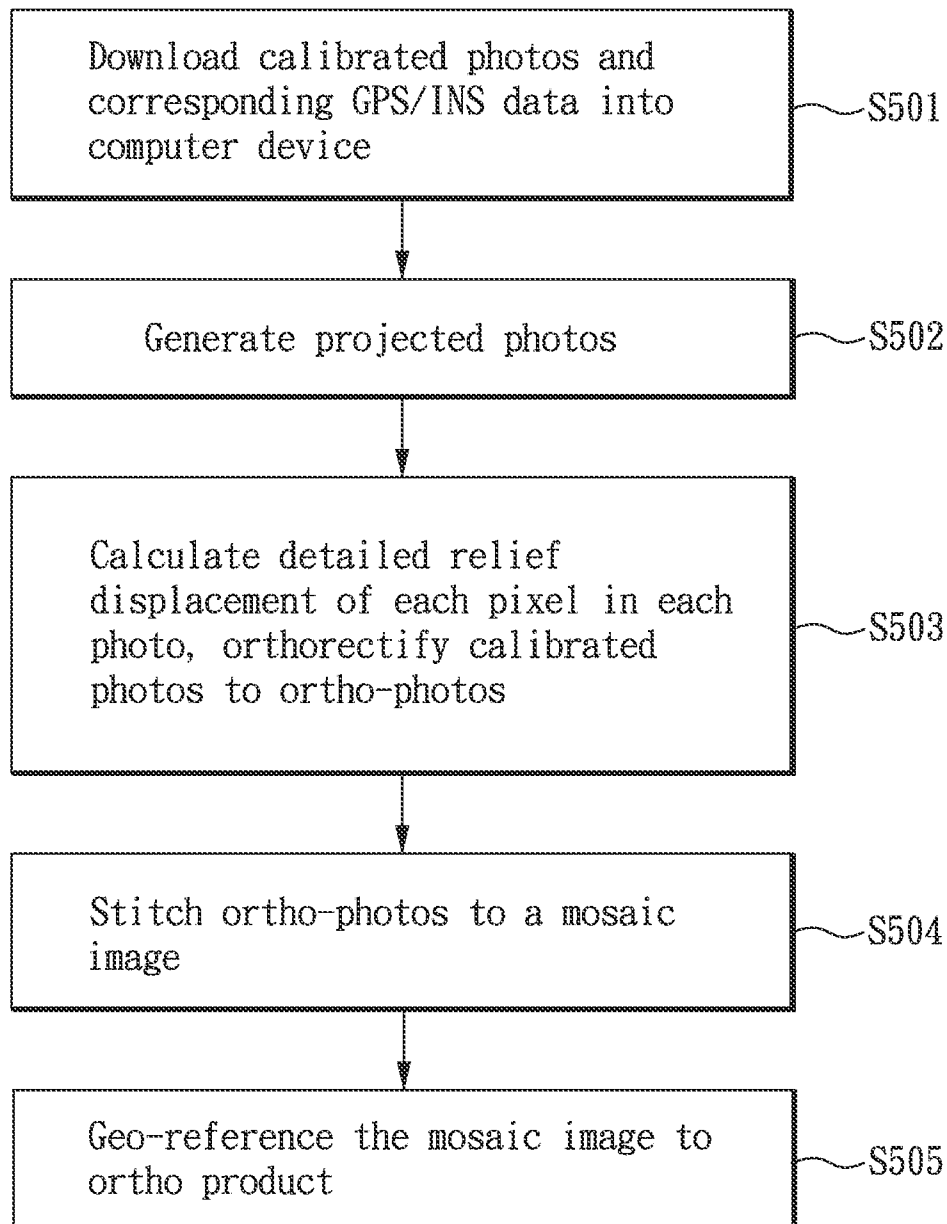 Download calibrated photos and
corresponding GPS/INS data into
computer device
S501
Generate projected photos
S502
Calculate detailed relief
displacement of each pixel in each
photo, orthorectify calibrated
photos to ortho-photos
S503
Stitch ortho-photos to a mosaic
image
S504
Geo-reference the mosaic image to
ortho product
S505